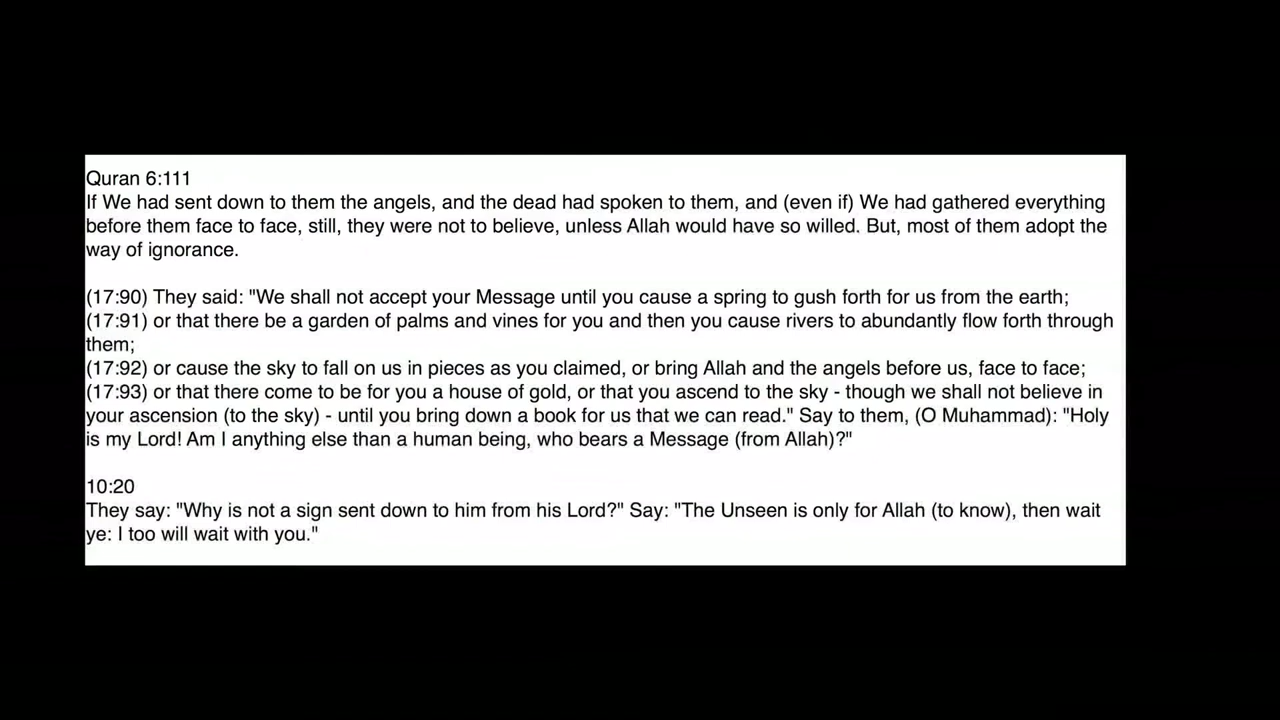 Quran 6:111
If We had sent down to them the angels, and the dead had spoken to them, and (even if) We had gathered everything
before them face to face, still, they were not to believe, unless Allah would have so willed. But, most of them adopt the
way of ignorance.
(17:90) They said: "We shall not accept your Message until you cause a spring to gush forth for us from the earth;
(17:91) or that there be a garden of palms and vines for you and then you cause rivers to abundantly flow forth through
them;
(17:92) or cause the sky to fall on us in pieces as you claimed, or bring Allah and the angels before us, face to face;
(17:93) or that there come to be for you a house of gold, or that you ascend to the sky - though we shall not believe in
your ascension (to the sky) - until you bring down a book for us that we can read." Say to them, (O Muhammad): "Holy
is my Lord! Am I anything else than a human being, who bears a Message (from Allah)?"
10:20
They say: "Why is not a sign sent down to him from his Lord?" Say: "The Unseen is only for Allah (to know), then wait
ye: I too will wait with you."